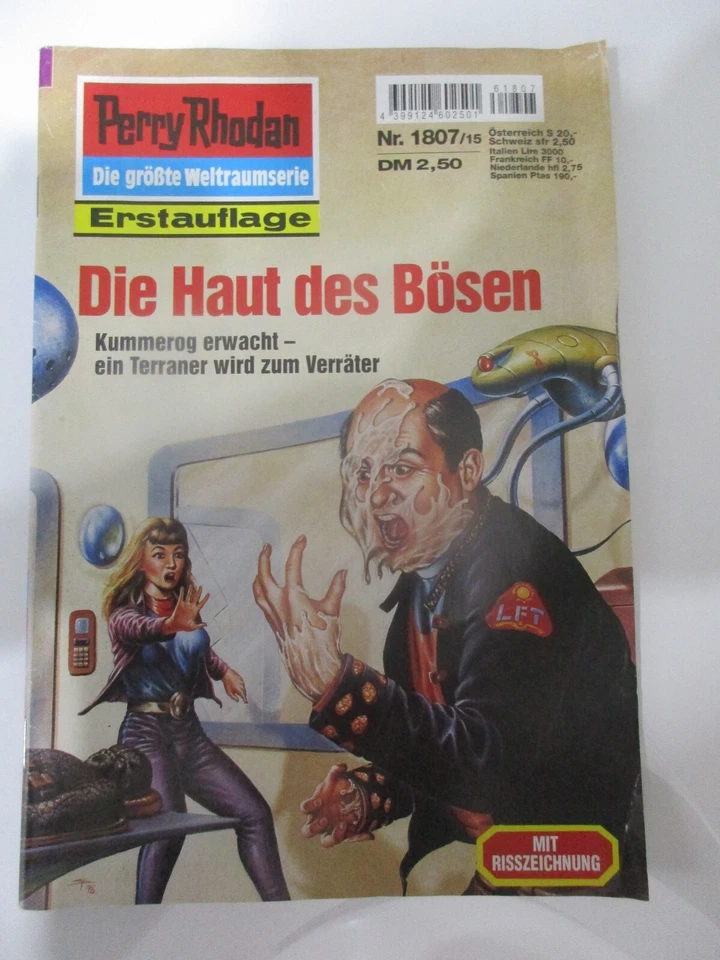 Perry Rhodan
Die größte Weltraumserie
Erstauflage
61807
4 399124 602501
Nr. 1807/15
DM 2,50
Österreich S 20,-
Schweiz sfr 2,50
Italien Lire 3000
Frankreich FF 10,-
Niederlande hfl 2,75
Spanien Ptas 190,-
Die Haut des Bösen
Kummerog erwacht –
ein Terraner wird zum Verräter
LFT
MIT
RISSZEICHNUNG